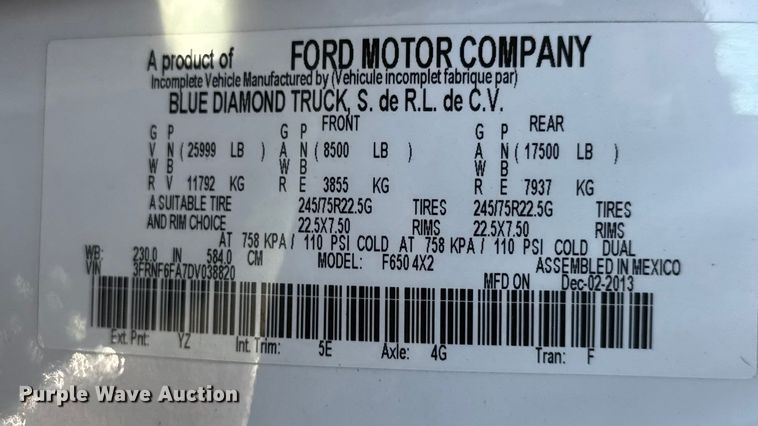 A product of FORD MOTOR COMPANY
Incomplete Vehicle Manufactured by (Vehicule incomplet fabrique par)
BLUE DIAMOND TRUCK, S. de R.L. de C.V.
FRONT REAR
G P G P G P
V N ( 25999 LB ) A N ( 8500 LB ) A N ( 17500 LB )
W B W B W B
R V 11792 KG R E 3855 KG R E 7937 KG
A SUITABLE TIRE 245/75R22.5G TIRES 245/75R22.5G TIRES
AND RIM CHOICE 22.5X7.50 RIMS 22.5X7.50 RIMS
AT 758 KPA / 110 PSI COLD AT 758 KPA / 110 PSI COLD DUAL
WB: 230.0 IN 584.0 CM MODEL: F650 4X2 ASSEMBLED IN MEXICO
VIN 3FRNF6FA7DV038820 MFD ON Dec-02-2013
Ext. Pnt: YZ Int. Trim: 5E Axle: 4G Tran: F
Purple Wave Auction